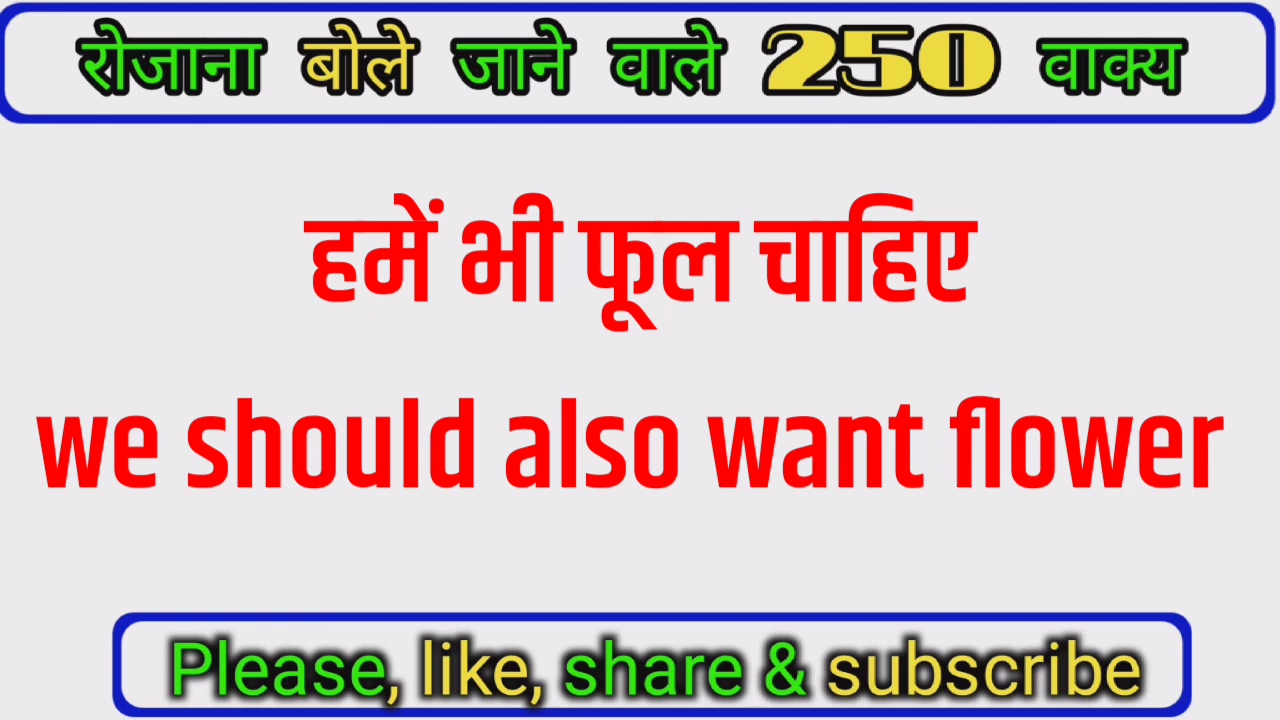 रोजाना बोले जाने वाले 250 वाक्य
हमें भी फूल चाहिए
we should also want flower
Please, like, share & subscribe